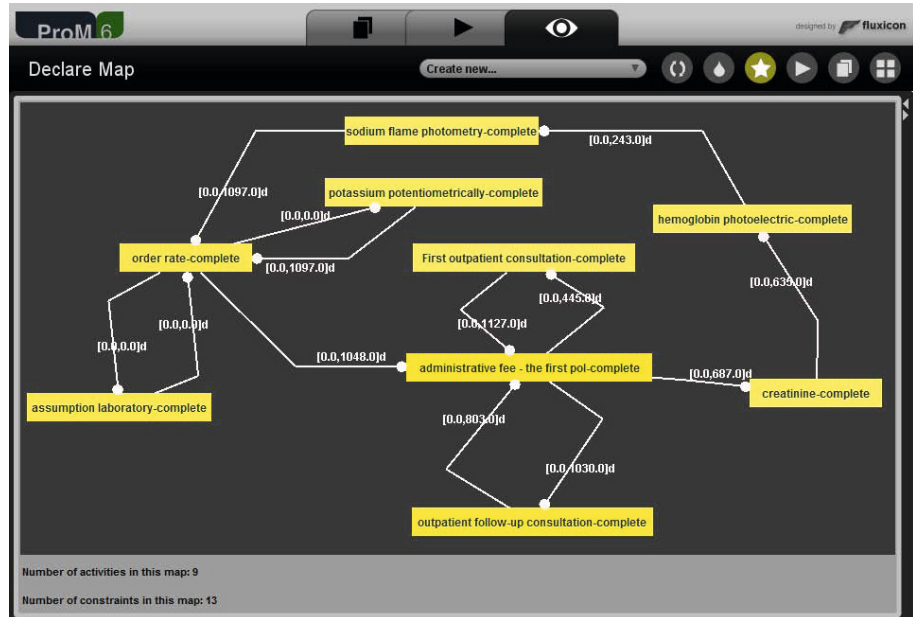 ProM 6
designed by fluxicon
Declare Map
Create new...
sodium flame photometry-complete
[0.0,243.0]d
[0.0,1097.0]d
potassium potentiometrically-complete
[0.0,0.0]d
hemoglobin photoelectric-complete
order rate-complete
[0.0,1097.0]d
First outpatient consultation-complete
[0.0,635.0]d
[0.0,445.0]d
[0.0,0.0]d
[0.0,1127.0]d
[0.0,0.0]d
[0.0,1048.0]d
administrative fee - the first pol-complete
[0.0,687.0]d
creatinine-complete
assumption laboratory-complete
[0.0,803.0]d
[0.0,1030.0]d
outpatient follow-up consultation-complete
Number of activities in this map: 9
Number of constraints in this map: 13